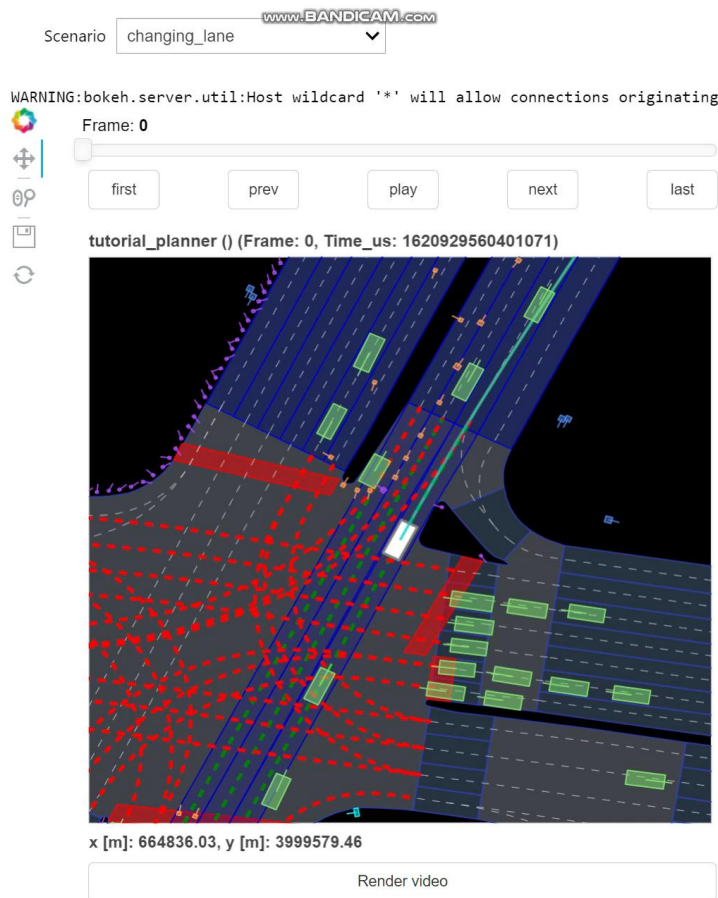 www.BANDICAM.com
Scenario changing_lane
WARNING:bokeh.server.util:Host wildcard '*' will allow connections originating
Frame: 0
first prev play next last
tutorial_planner () (Frame: 0, Time_us: 1620929560401071)
x [m]: 664836.03, y [m]: 3999579.46
Render video